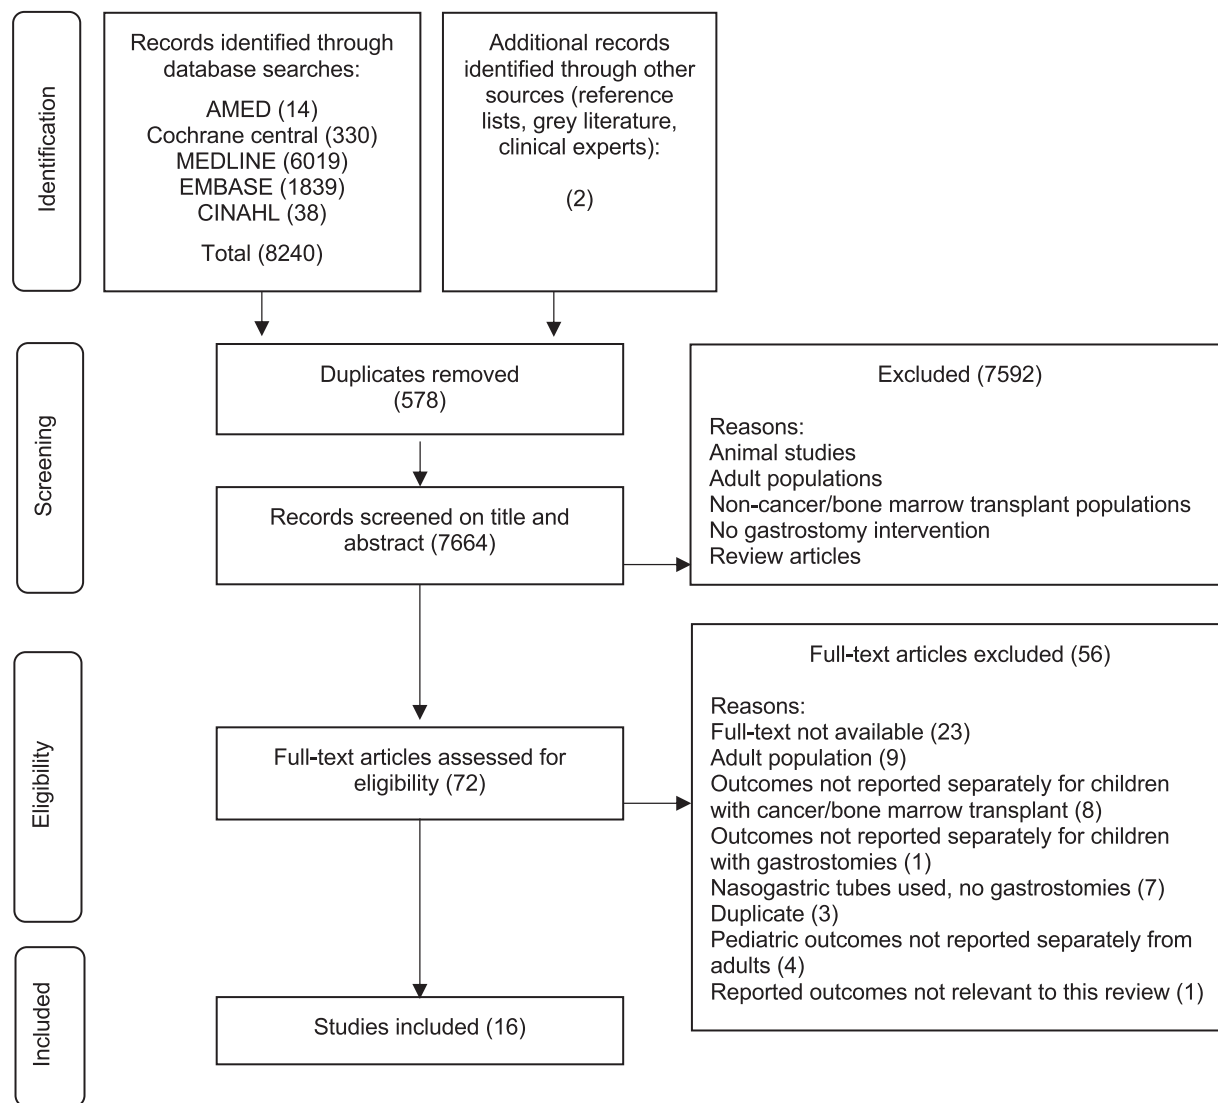 Identification
Records identified through
database searches:
AMED (14)
Cochrane central (330)
MEDLINE (6019)
EMBASE (1839)
CINAHL (38)
Total (8240)
Additional records
identified through other
sources (reference
lists, grey literature,
clinical experts):
(2)
Screening
Duplicates removed
(578)
Records screened on title and
abstract (7664)
Excluded (7592)
Reasons:
Animal studies
Adult populations
Non-cancer/bone marrow transplant populations
No gastrostomy intervention
Review articles
Eligibility
Full-text articles assessed for
eligibility (72)
Full-text articles excluded (56)
Reasons:
Full-text not available (23)
Adult population (9)
Outcomes not reported separately for children
with cancer/bone marrow transplant (8)
Outcomes not reported separately for children
with gastrostomies (1)
Nasogastric tubes used, no gastrostomies (7)
Duplicate (3)
Pediatric outcomes not reported separately from
adults (4)
Reported outcomes not relevant to this review (1)
Included
Studies included (16)